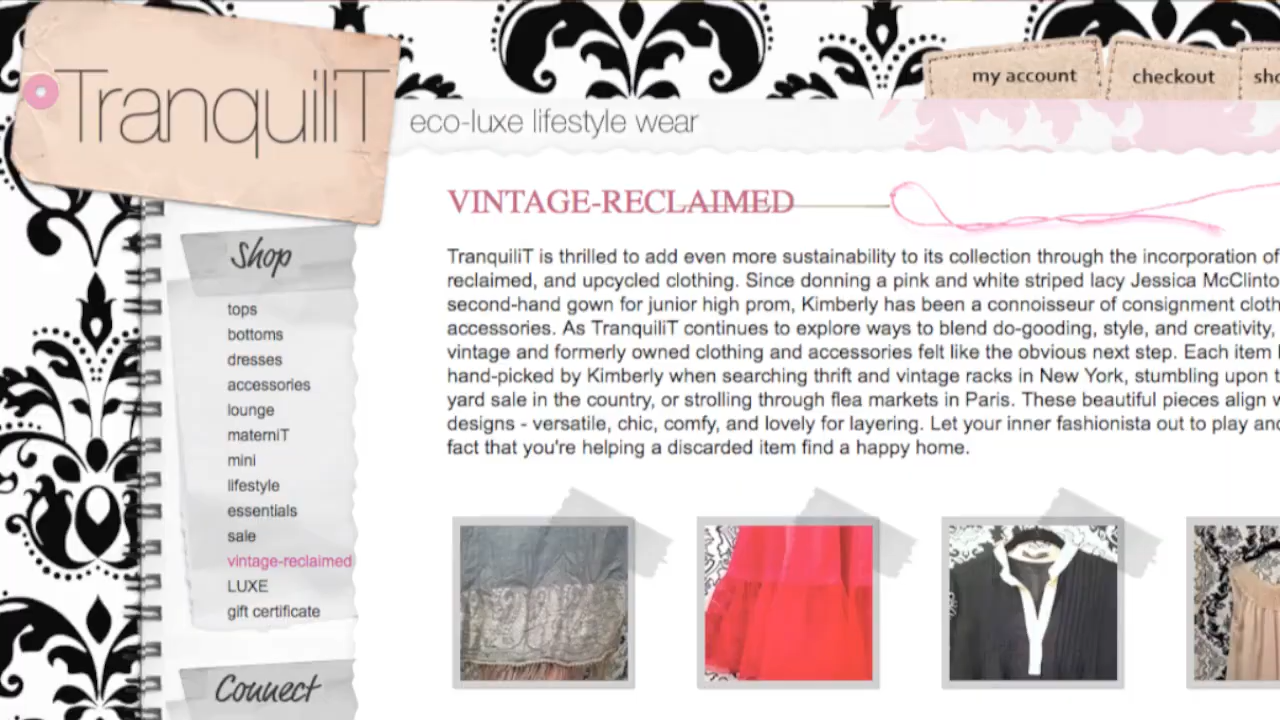 TranquiliT
eco-luxe lifestyle wear
my account
checkout
VINTAGE-RECLAIMED
TranquiliT is thrilled to add even more sustainability to its collection through the incorporation of
reclaimed, and upcycled clothing. Since donning a pink and white striped lacy Jessica
second-hand gown for junior high prom, Kimberly has been a connoisseur of consignment
accessories. As TranquiliT continues to explore ways to blend do-gooding, style, and creativity,
vintage and formerly owned clothing and accessories felt like the obvious next step. Each item
hand-picked by Kimberly when searching thrift and vintage racks in New York, stumbling upon
yard sale in the country, or strolling through flea markets in Paris. These beautiful pieces align
designs - versatile, chic, comfy, and lovely for layering. Let your inner fashionista out to play
fact that you're helping a discarded item find a happy home.
Shop
tops
bottoms
dresses
accessories
lounge
materniT
mini
lifestyle
essentials
sale
vintage-reclaimed
LUXE
gift certificate
Connect